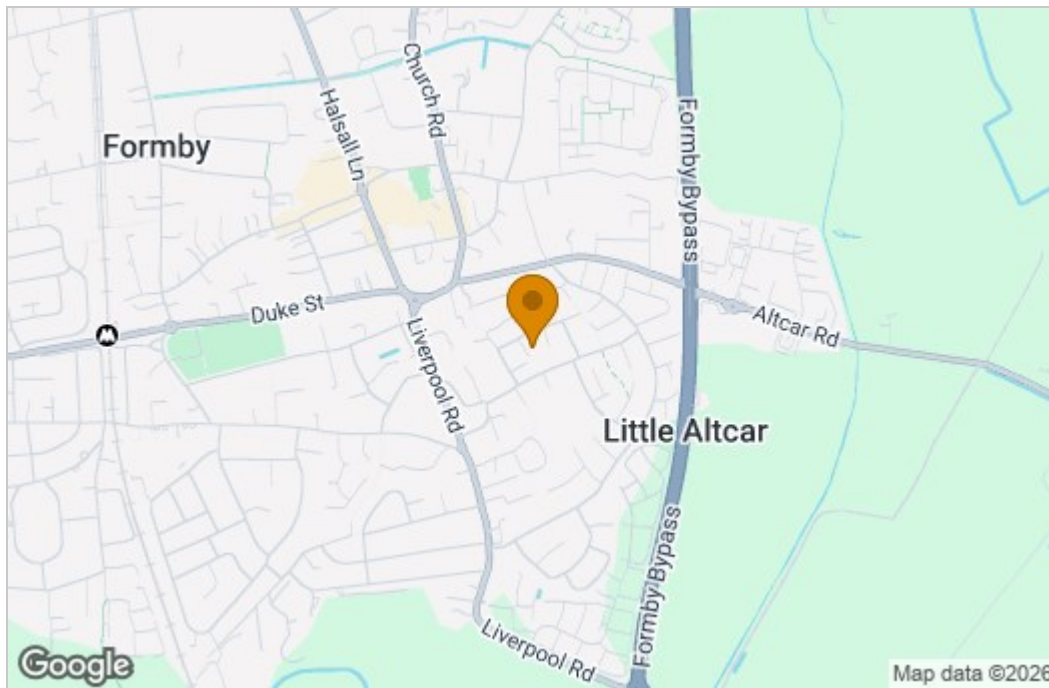 Church Rd
Halsall Ln
Formby
Formby Bypass
Duke St
Altcar Rd
Liverpool Rd
Little Altcar
Formby Bypass
Liverpool Rd
Google
Map data ©2026